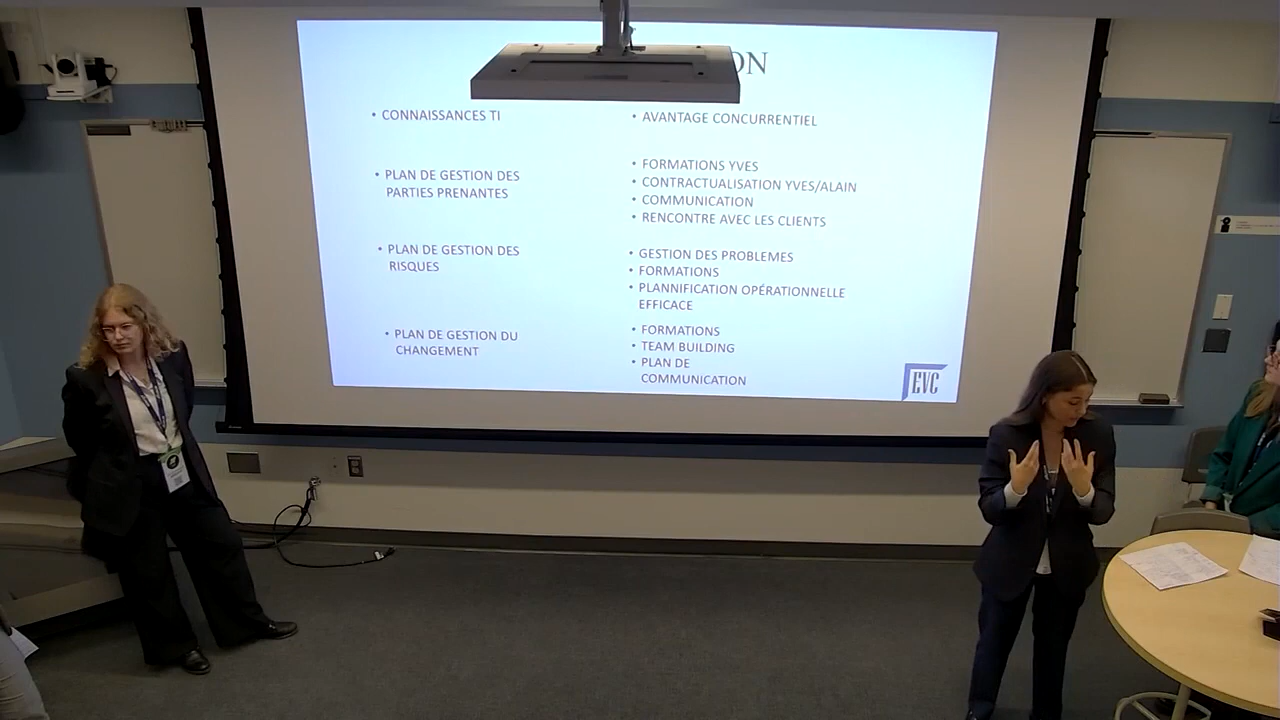 ON
• CONNAISSANCES TI
• AVANTAGE CONCURRENTIEL
• PLAN DE GESTION DES
PARTIES PRENANTES
• FORMATIONS YVES
• CONTRACTUALISATION YVES/ALAIN
• COMMUNICATION
• RENCONTRE AVEC LES CLIENTS
• PLAN DE GESTION DES
RISQUES
• GESTION DES PROBLEMES
• FORMATIONS
• PLANNIFICATION OPÉRATIONNELLE
EFFICACE
• PLAN DE GESTION DU
CHANGEMENT
• FORMATIONS
• TEAM BUILDING
• PLAN DE
COMMUNICATION
EVC